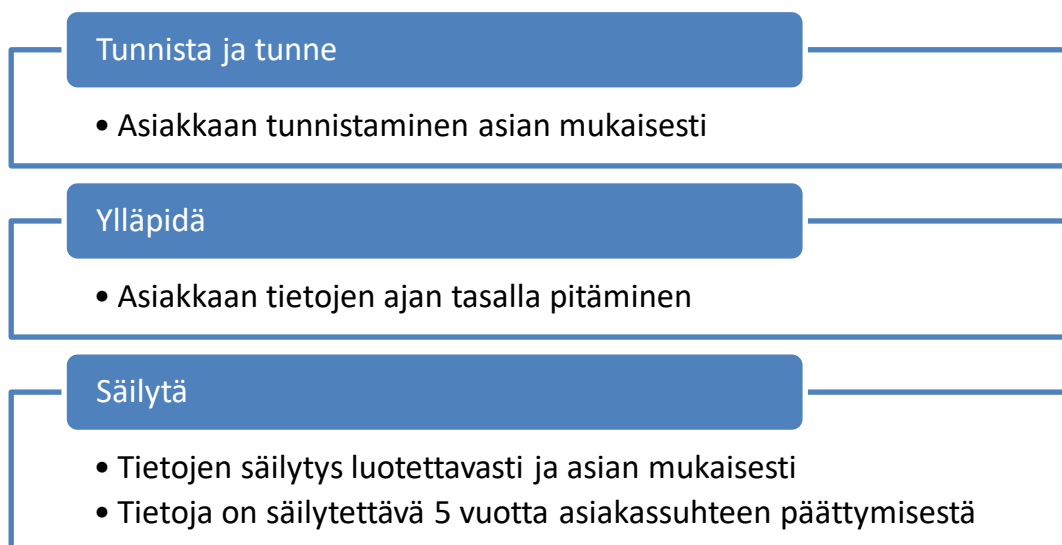 Tunnista ja tunne
• Asiakkaan tunnistaminen asian mukaisesti
Ylläpidä
• Asiakkaan tietojen ajan tasalla pitäminen
Säilytä
• Tietojen säilytys luotettavasti ja asian mukaisesti
• Tietoja on säilytettävä 5 vuotta asiakassuhteen päättymisestä